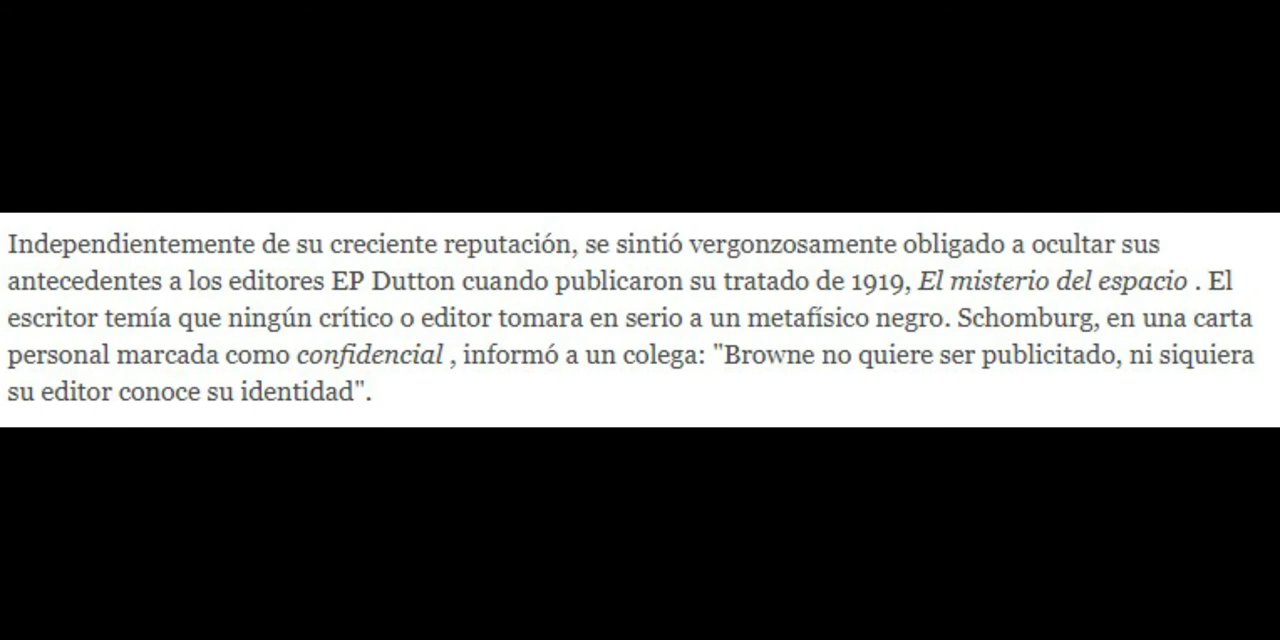 Independientemente de su creciente reputación, se sintió vergonzosamente obligado a ocultar sus
antecedentes a los editores EP Dutton cuando publicaron su tratado de 1919, El misterio del espacio . El
escritor temía que ningún crítico o editor tomara en serio a un metafísico negro. Schomburg, en una carta
personal marcada como confidencial , informó a un colega: "Browne no quiere ser publicitado, ni siquiera
su editor conoce su identidad".